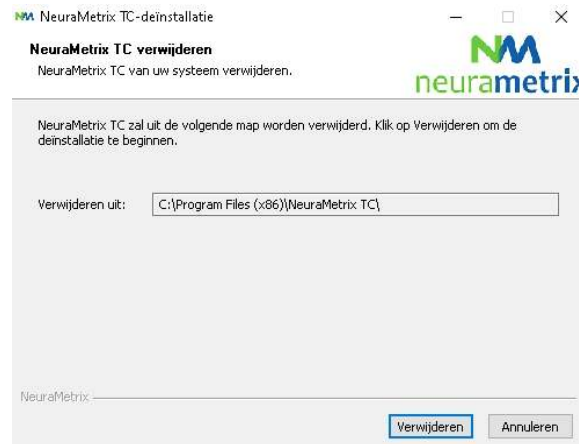 NM NeuraMetrix TC-deïnstallatie
NeuraMetrix TC verwijderen
NeuraMetrix TC van uw systeem verwijderen.
NM
neurametrix
NeuraMetrix TC zal uit de volgende map worden verwijderd. Klik op Verwijderen om de
deïnstallatie te beginnen.
Verwijderen uit: C:\Program Files (x86)\NeuraMetrix TC\
NeuraMetrix
Verwijderen Annuleren